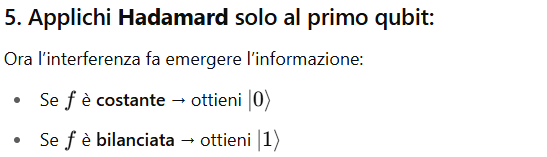 5. Applichi Hadamard solo al primo qubit:
Ora l'interferenza fa emergere l'informazione:
• Se f è costante → ottieni |0⟩
• Se f è bilanciata → ottieni |1⟩